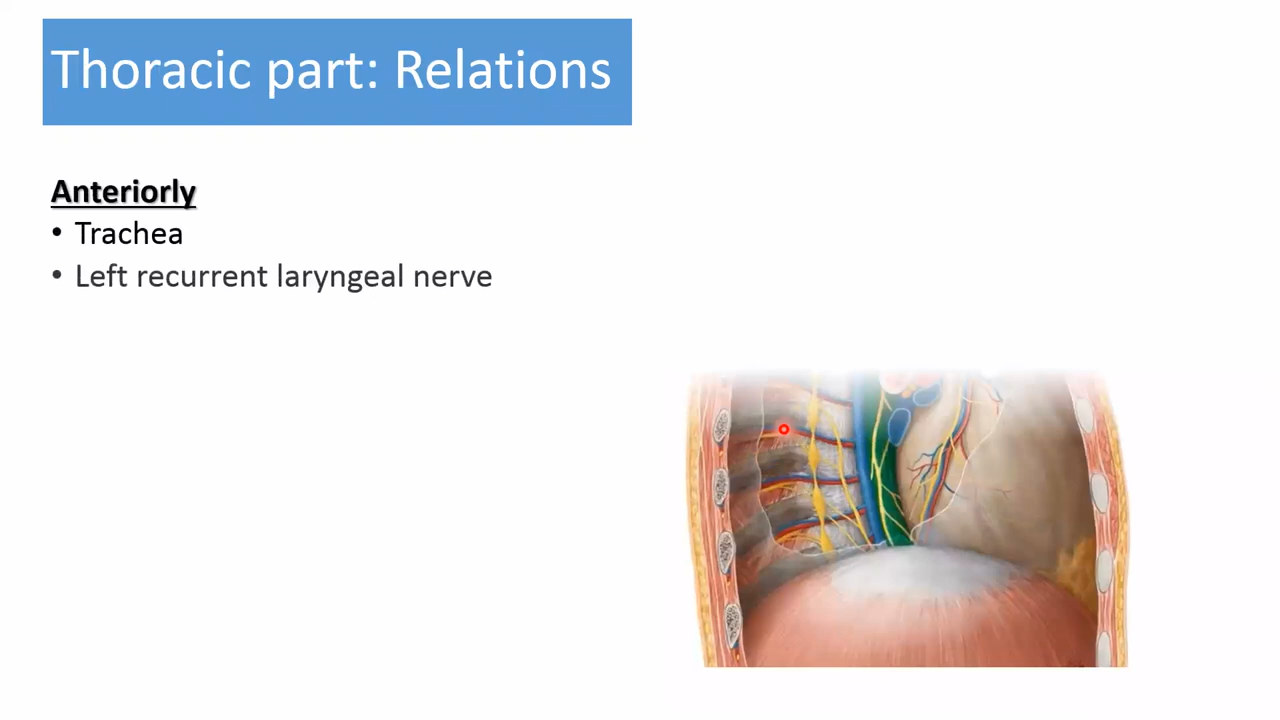 Thoracic part: Relations
Anteriorly
• Trachea
• Left recurrent laryngeal nerve